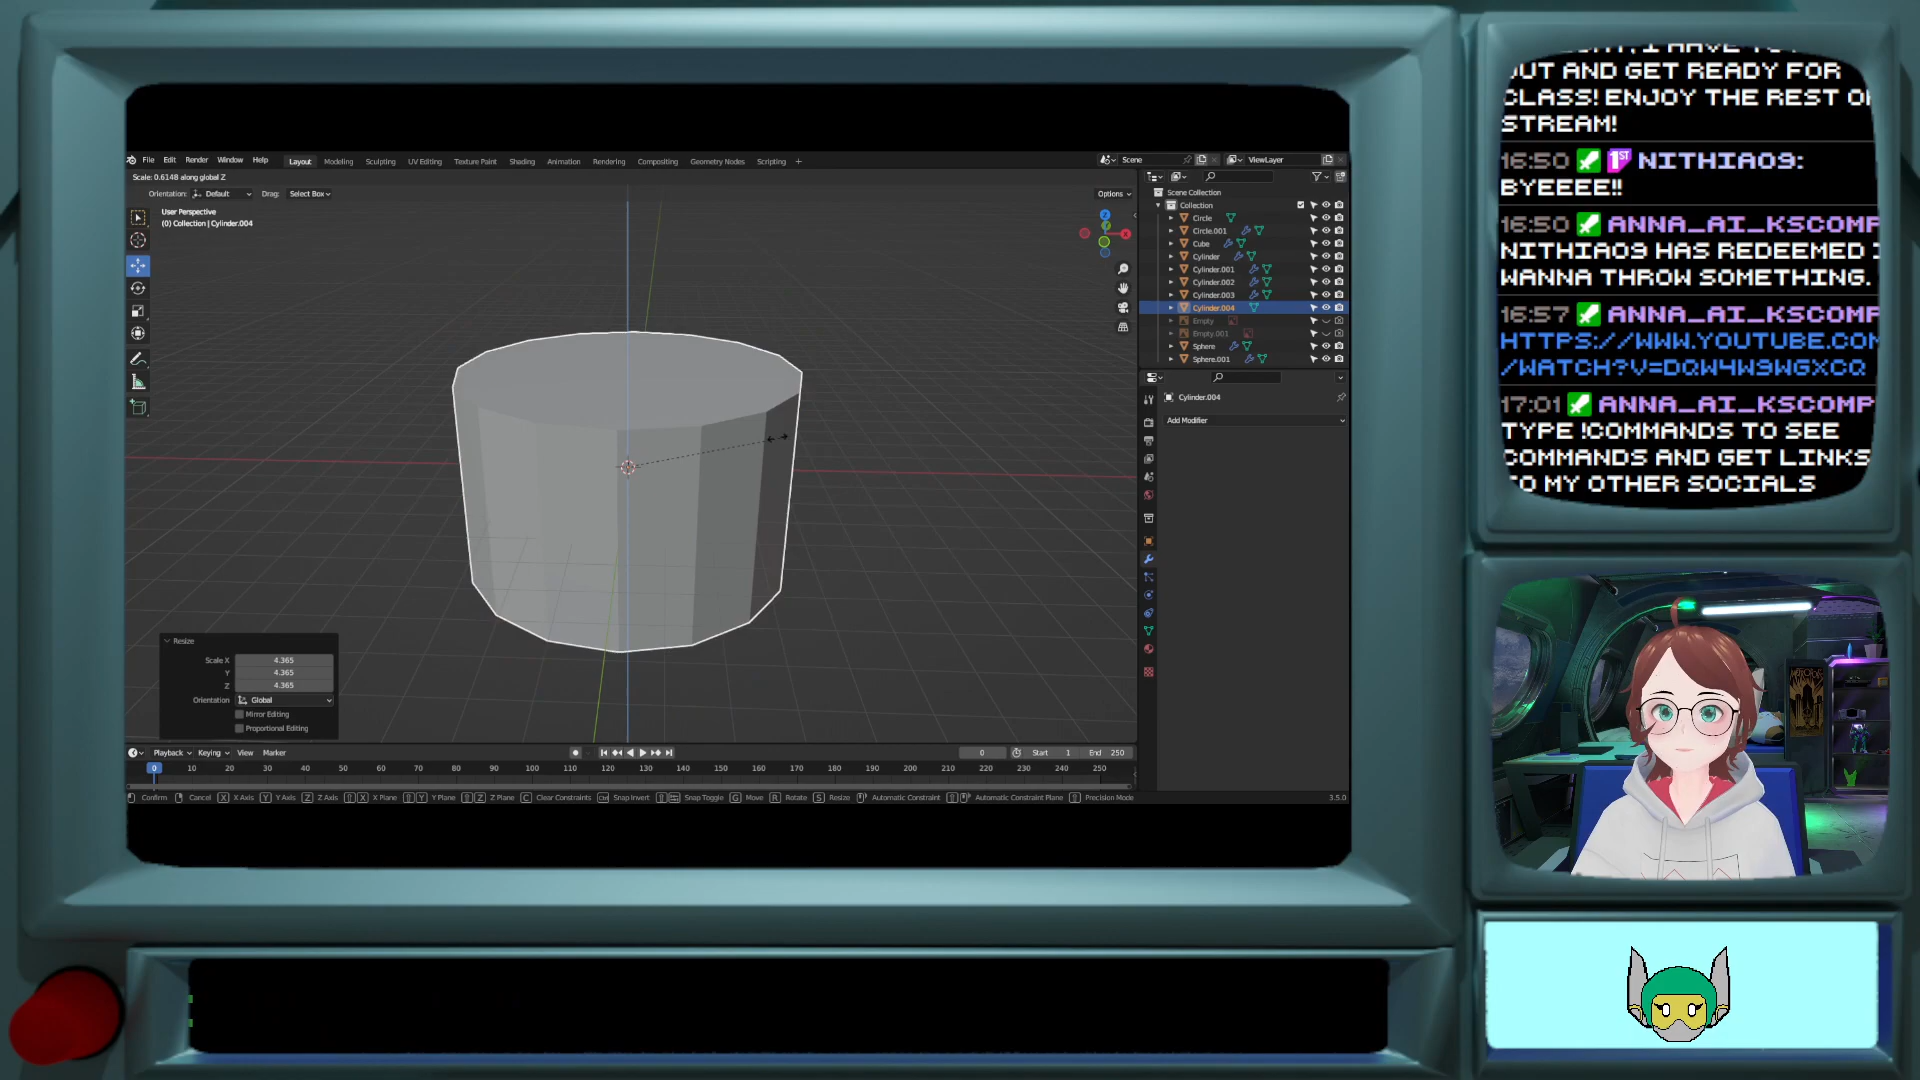 File Edit Render Window Help Layout Modeling Sculpting UV Editing Texture Paint Shading Animation Rendering Compositing Geometry Nodes Scripting + Scene ViewLayer
Scale: 0.6148 along global Z
Orientation: Default Drag: Select Box Options
User Perspective
(0) Collection | Cylinder.004
Scene Collection
Collection
Circle
Circle.001
Cube
Cylinder
Cylinder.001
Cylinder.002
Cylinder.003
Cylinder.004
Empty
Empty.001
Sphere
Sphere.001
Cylinder.004
Add Modifier
Resize
Scale X 4.365
Y 4.365
Z 4.365
Orientation Global
Mirror Editing
Proportional Editing
Playback Keying View Marker 0 Start 1 End 250
0 10 20 30 40 50 60 70 80 90 100 110 120 130 140 150 160 170 180 190 200 210 220 230 240 250
Confirm Cancel X X Axis Y Y Axis Z Z Axis X X Plane Y Y Plane Z Z Plane C Clear Constraints Ctrl Snap Invert Snap Toggle G Move R Rotate S Resize Automatic Constraint Automatic Constraint Plane Precision Mode 3.5.0
OUT AND GET READY FOR
CLASS! ENJOY THE REST OF
STREAM!
16:50 1ST NITHIA09:
BYEEEE!!
16:50 ANNA_AI_KSCOMP
NITHIA09 HAS REDEEMED I
WANNA THROW SOMETHING.
16:57 ANNA_AI_KSCOMP
HTTPS://WWW.YOUTUBE.COM
/WATCH?V=DQW4W9WGXCQ
17:01 ANNA_AI_KSCOMP
TYPE !COMMANDS TO SEE
COMMANDS AND GET LINKS
TO MY OTHER SOCIALS